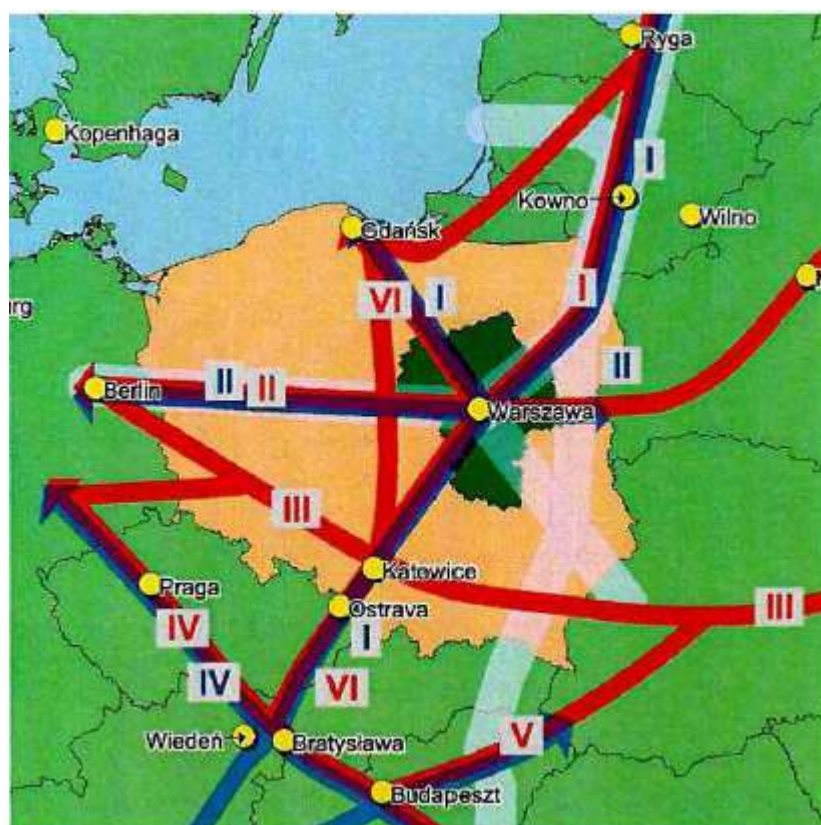 Ryga
Kopenhaga
I
Kowno
Wilno
Gdańsk
VI
I
I
urg
II
II
II
Berlin
Warszawa
III
Katowice
Praga
Ostrava
III
IV
I
IV
VI
Wiedeń
Bratysława
V
Budapeszt